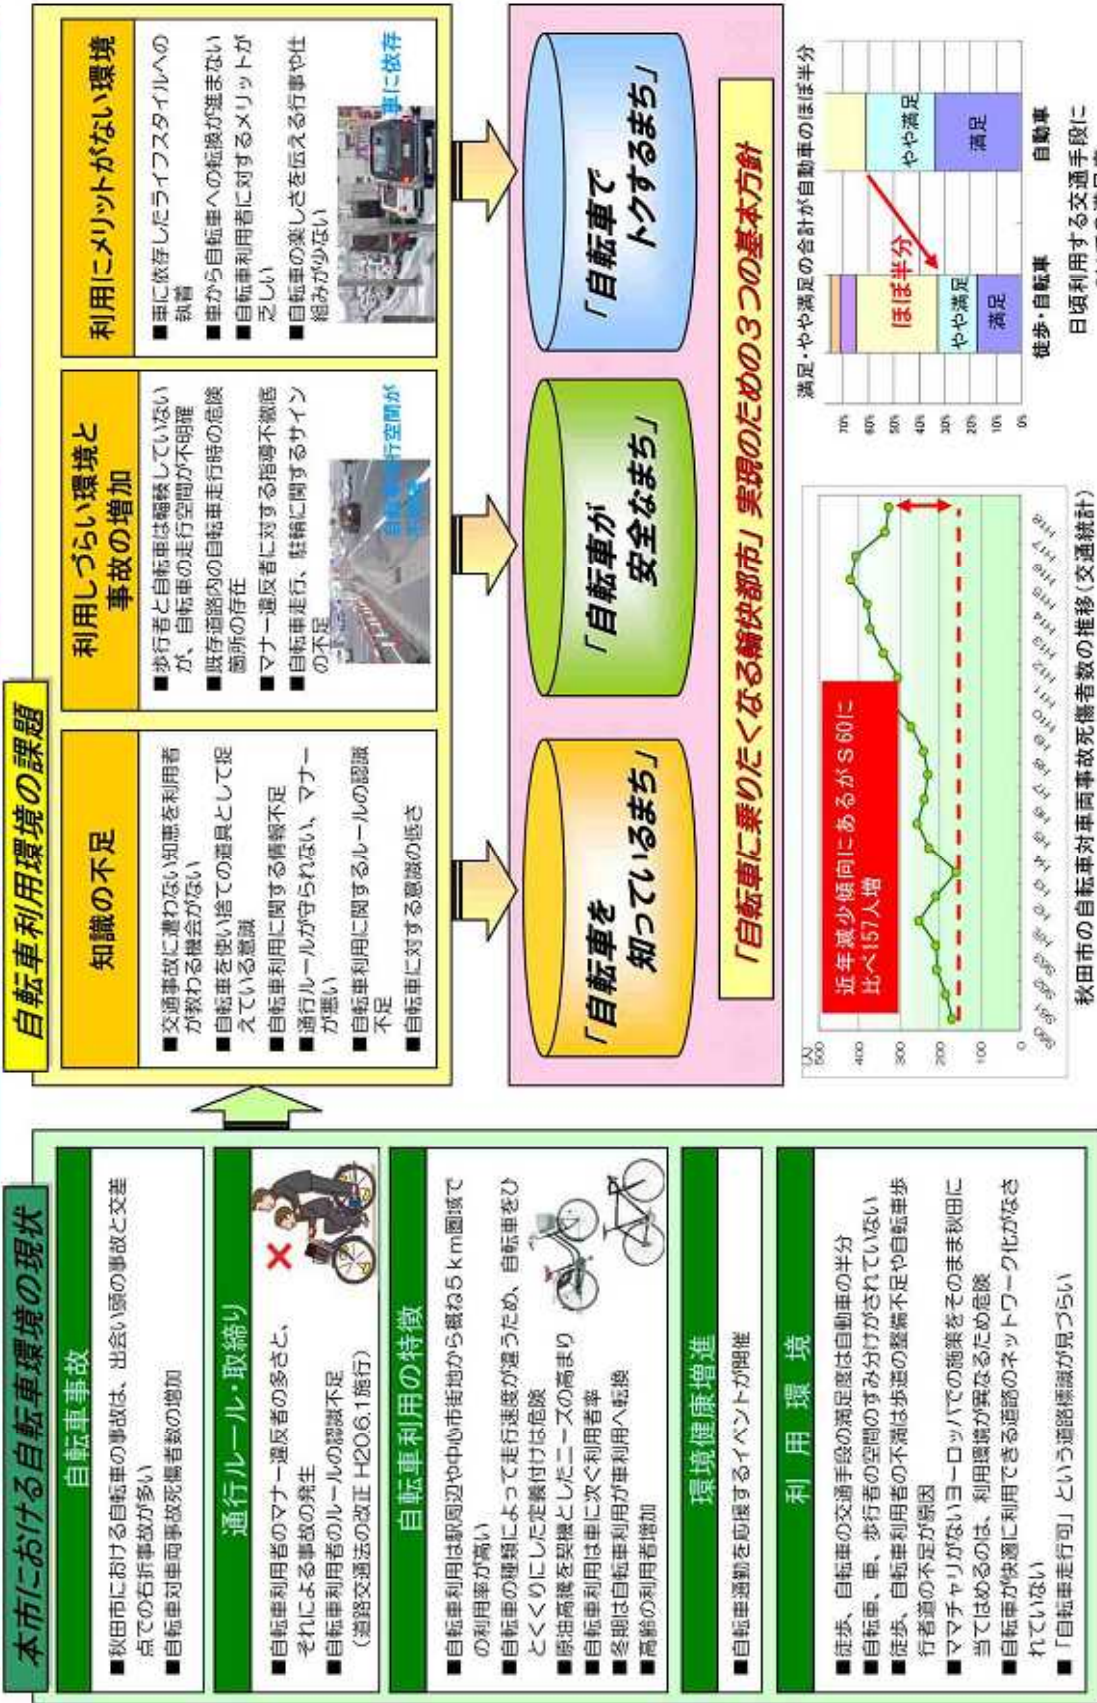 本市における自転車環境の現状
自転車事故
■秋田市における自転車の事故は、出会い頭の事故と交差
点での右折事故が多い
■自転車対車両事故死傷者数の増加
通行ルール・取締り
■自転車利用者のマナー違反者の多さと、
それによる事故の発生
■自転車利用者のルールの認識不足
(道路交通法の改正 H20.6.1施行)
自転車利用の特徴
■自転車利用は駅周辺や中心市街地から概ね5km圏域で
の利用率が高い
■自転車の種類によって走行速度が違うため、自転車をひ
とくくりにした定義付けは危険
■原油高騰を契機としたニーズの高まり
■自転車利用は車に次ぐ利用者率
■冬期は自転車利用が車利用へ転換
■高齢の利用者増加
環境健康増進
■自転車通勤を応援するイベントが開催
利用環境
■徒歩、自転車の交通手段の満足度は自動車の半分
■自転車、車、歩行者の空間のすみ分けがされていない
■徒歩、自転車利用者の不満は歩道の整備不足や自転車歩
行者道の不足が原因
■ママチャリがないヨーロッパでの施策をそのまま秋田に
当てはめるのは、利用環境が異なるため危険
■自転車が快適に利用できる道路のネットワーク化がなさ
れていない
■「自転車走行可」という道路標識が見づらい
自転車利用環境の課題
知識の不足
■交通事故に遭わない知恵を利用者
が教わる機会がない
■自転車を使い捨ての道具として捉
えている意識
■自転車利用に関する情報不足
■通行ルールが守られない、マナー
が悪い
■自転車利用に関するルールの認識
不足
■自転車に対する意識の低さ
利用しづらい環境と
事故の増加
■歩行者と自転車は輻輳していない
が、自転車の走行空間が不明確
■既存道路内の自転車走行時の危険
箇所の存在
■マナー違反者に対する指導不徹底
■自転車走行、駐輪に関するサイン
の不足
利用にメリットがない環境
■車に依存したライフスタイルへの
執着
■車から自転車への転換が進まない
■自転車利用者に対するメリットが
乏しい
■自転車の楽しさを伝える行事や仕
組みが少ない
車に依存
「自転車を
知っているまち」
「自転車が
安全なまち」
「自転車で
トクするまち」
「自転車に乗りたくなる輪快都市」実現のための3つの基本方針
近年減少傾向にあるがS60に
比べ157人増
500
400
300
200
100
0
S60
S61
S62
S63
H元
H2
H3
H4
H5
H6
H7
H8
H9
H10
H11
H12
H13
H14
H15
H16
H17
H18
秋田市の自転車対車両事故死傷者数の推移(交通統計)
満足・やや満足の合計が自動車のほぼ半分
70%
60%
50%
40%
30%
20%
10%
0%
ほぼ半分
やや満足
満足
やや満足
満足
徒歩・自転車
自動車
日頃利用する交通手段に